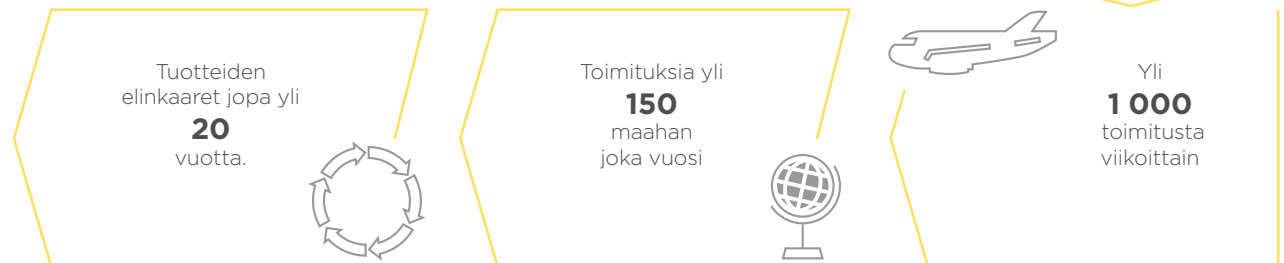 Tuotteiden
elinkaaret jopa yli
20
vuotta.
Toimituksia yli
150
maahan
joka vuosi
Yli
1 000
toimitusta
viikoittain